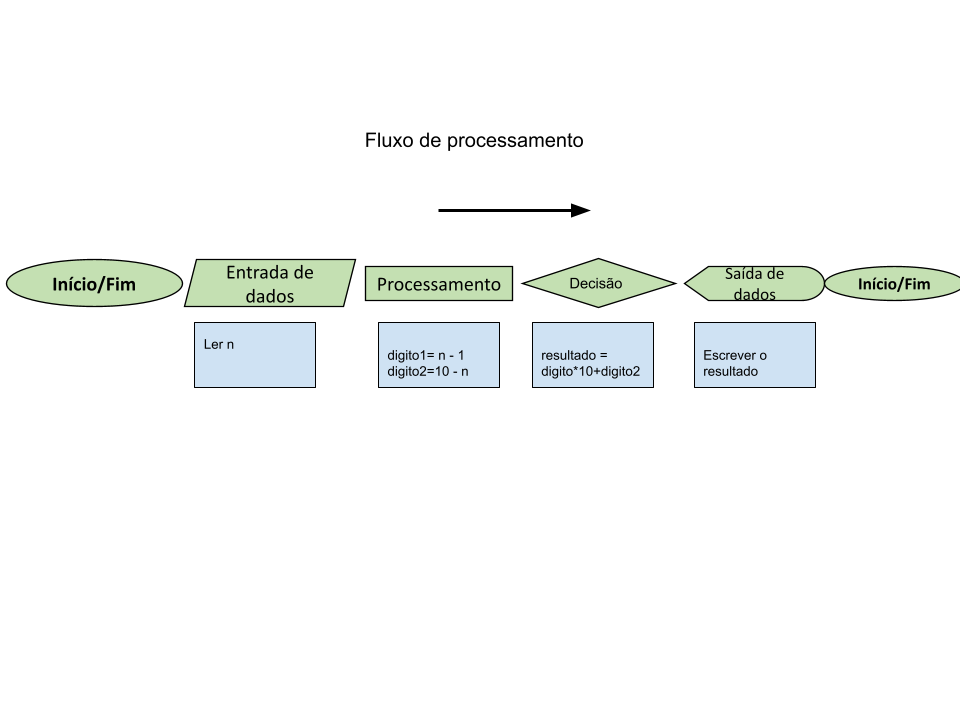 Fluxo de processamento
Início/Fim
Entrada de
dados
Processamento
Decisão
Saída de
dados
Início/Fim
Ler n
digito1= n - 1
digito2=10 - n
resultado =
digito*10+digito2
Escrever o
resultado